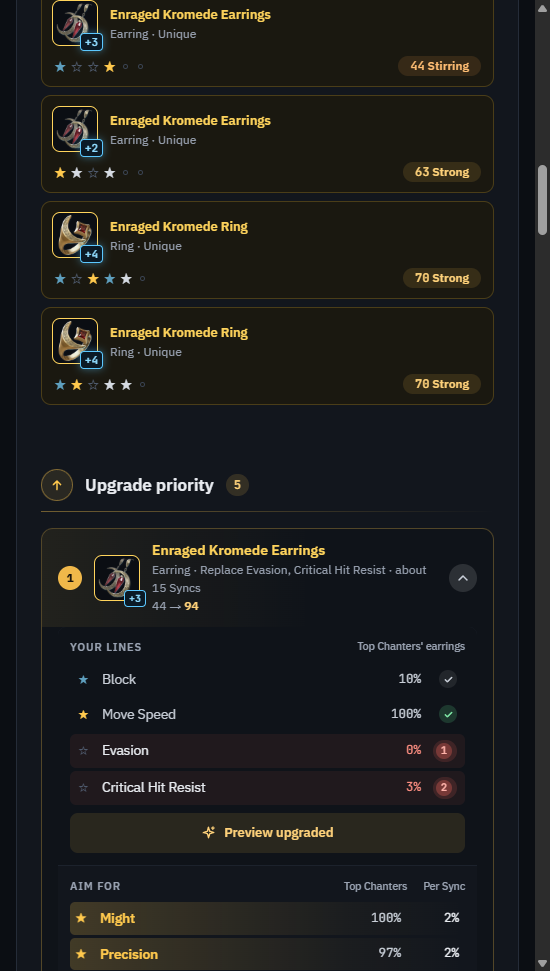 Enraged Kromede Earrings
Earring · Unique
+3
44 Stirring
Enraged Kromede Earrings
Earring · Unique
+2
63 Strong
Enraged Kromede Ring
Ring · Unique
+4
70 Strong
Enraged Kromede Ring
Ring · Unique
+4
70 Strong
Upgrade priority 5
1
Enraged Kromede Earrings
Earring · Replace Evasion, Critical Hit Resist · about
15 Syncs
+3
44 → 94
YOUR LINES Top Chanters' earrings
Block 10%
Move Speed 100%
Evasion 0% 1
Critical Hit Resist 3% 2
Preview upgraded
AIM FOR Top Chanters Per Sync
Might 100% 2%
Precision 97% 2%